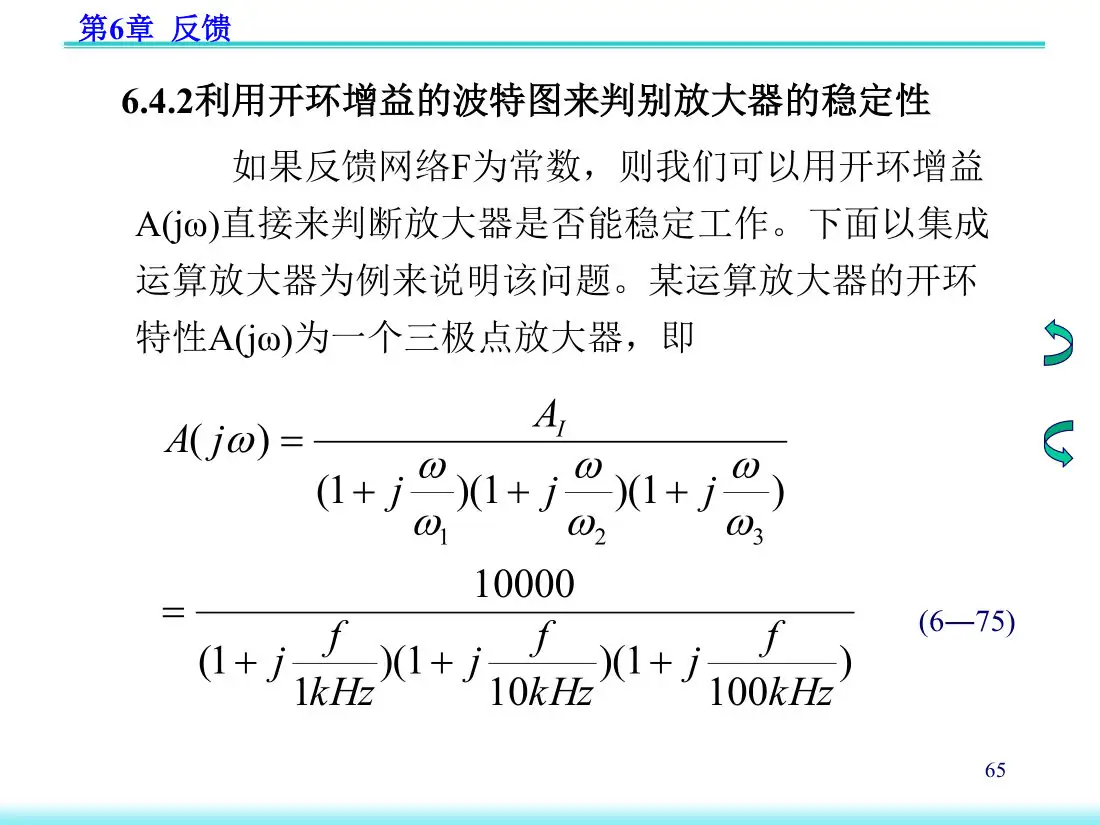 第6章 反馈
6.4.2利用开环增益的波特图来判别放大器的稳定性
如果反馈网络F为常数，则我们可以用开环增益
A(jω)直接来判断放大器是否能稳定工作。下面以集成
运算放大器为例来说明该问题。某运算放大器的开环
特性A(jω)为一个三极点放大器，即
A(jω) = A_I / (1 + j ω/ω₁)(1 + j ω/ω₂)(1 + j ω/ω₃)
= 10000 / (1 + j f/1kHz)(1 + j f/10kHz)(1 + j f/100kHz) (6—75)
65